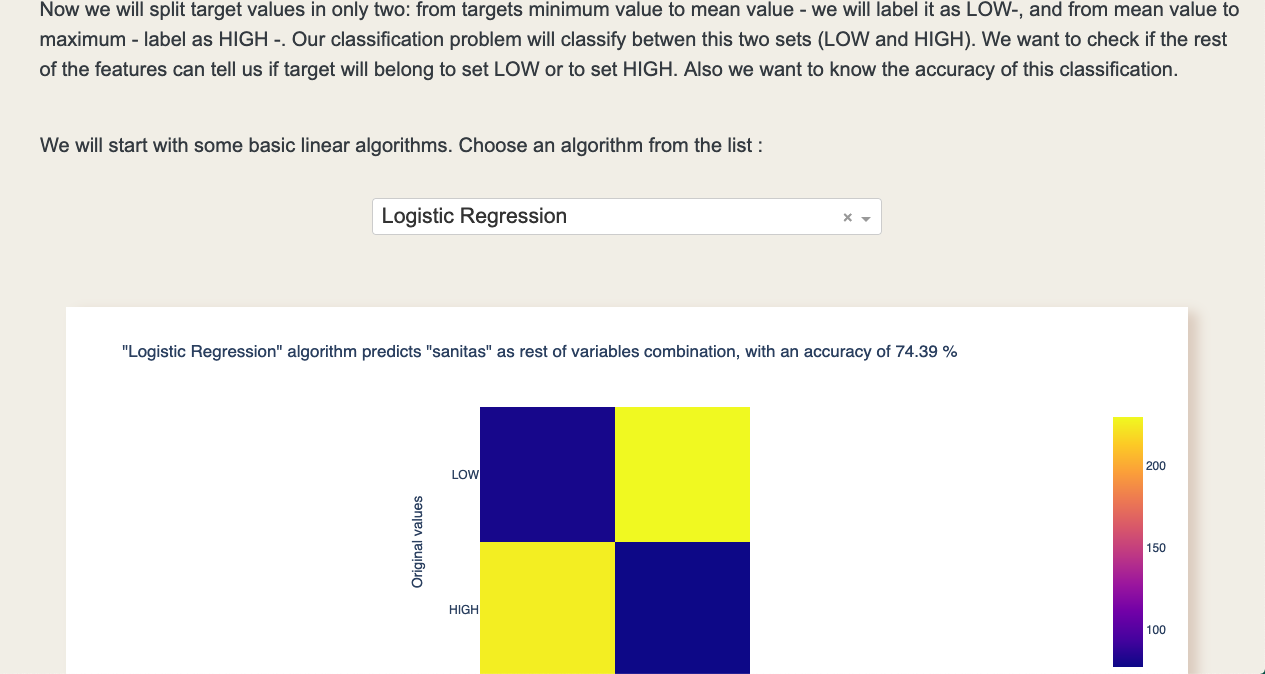 Now we will split target values in only two: from targets minimum value to mean value - we will label it as LOW-, and from mean value to
maximum - label as HIGH -. Our classification problem will classify betwen this two sets (LOW and HIGH). We want to check if the rest
of the features can tell us if target will belong to set LOW or to set HIGH. Also we want to know the accuracy of this classification.
We will start with some basic linear algorithms. Choose an algorithm from the list :
Logistic Regression
"Logistic Regression" algorithm predicts "sanitas" as rest of variables combination, with an accuracy of 74.39 %
LOW
HIGH
Original values
200
150
100